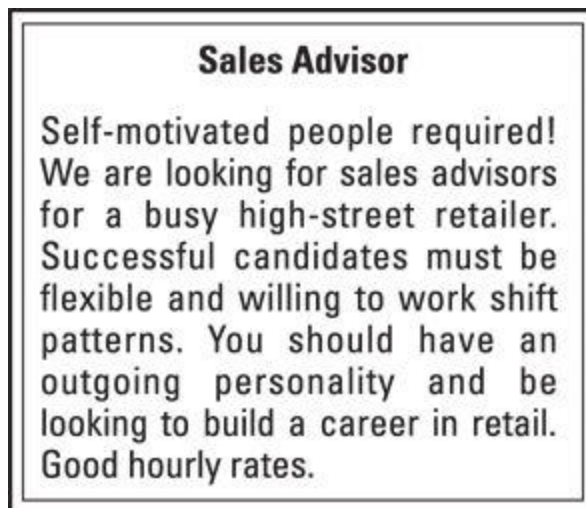 Sales Advisor
Self-motivated people required!
We are looking for sales advisors
for a busy high-street retailer.
Successful candidates must be
flexible and willing to work shift
patterns. You should have an
outgoing personality and be
looking to build a career in retail.
Good hourly rates.